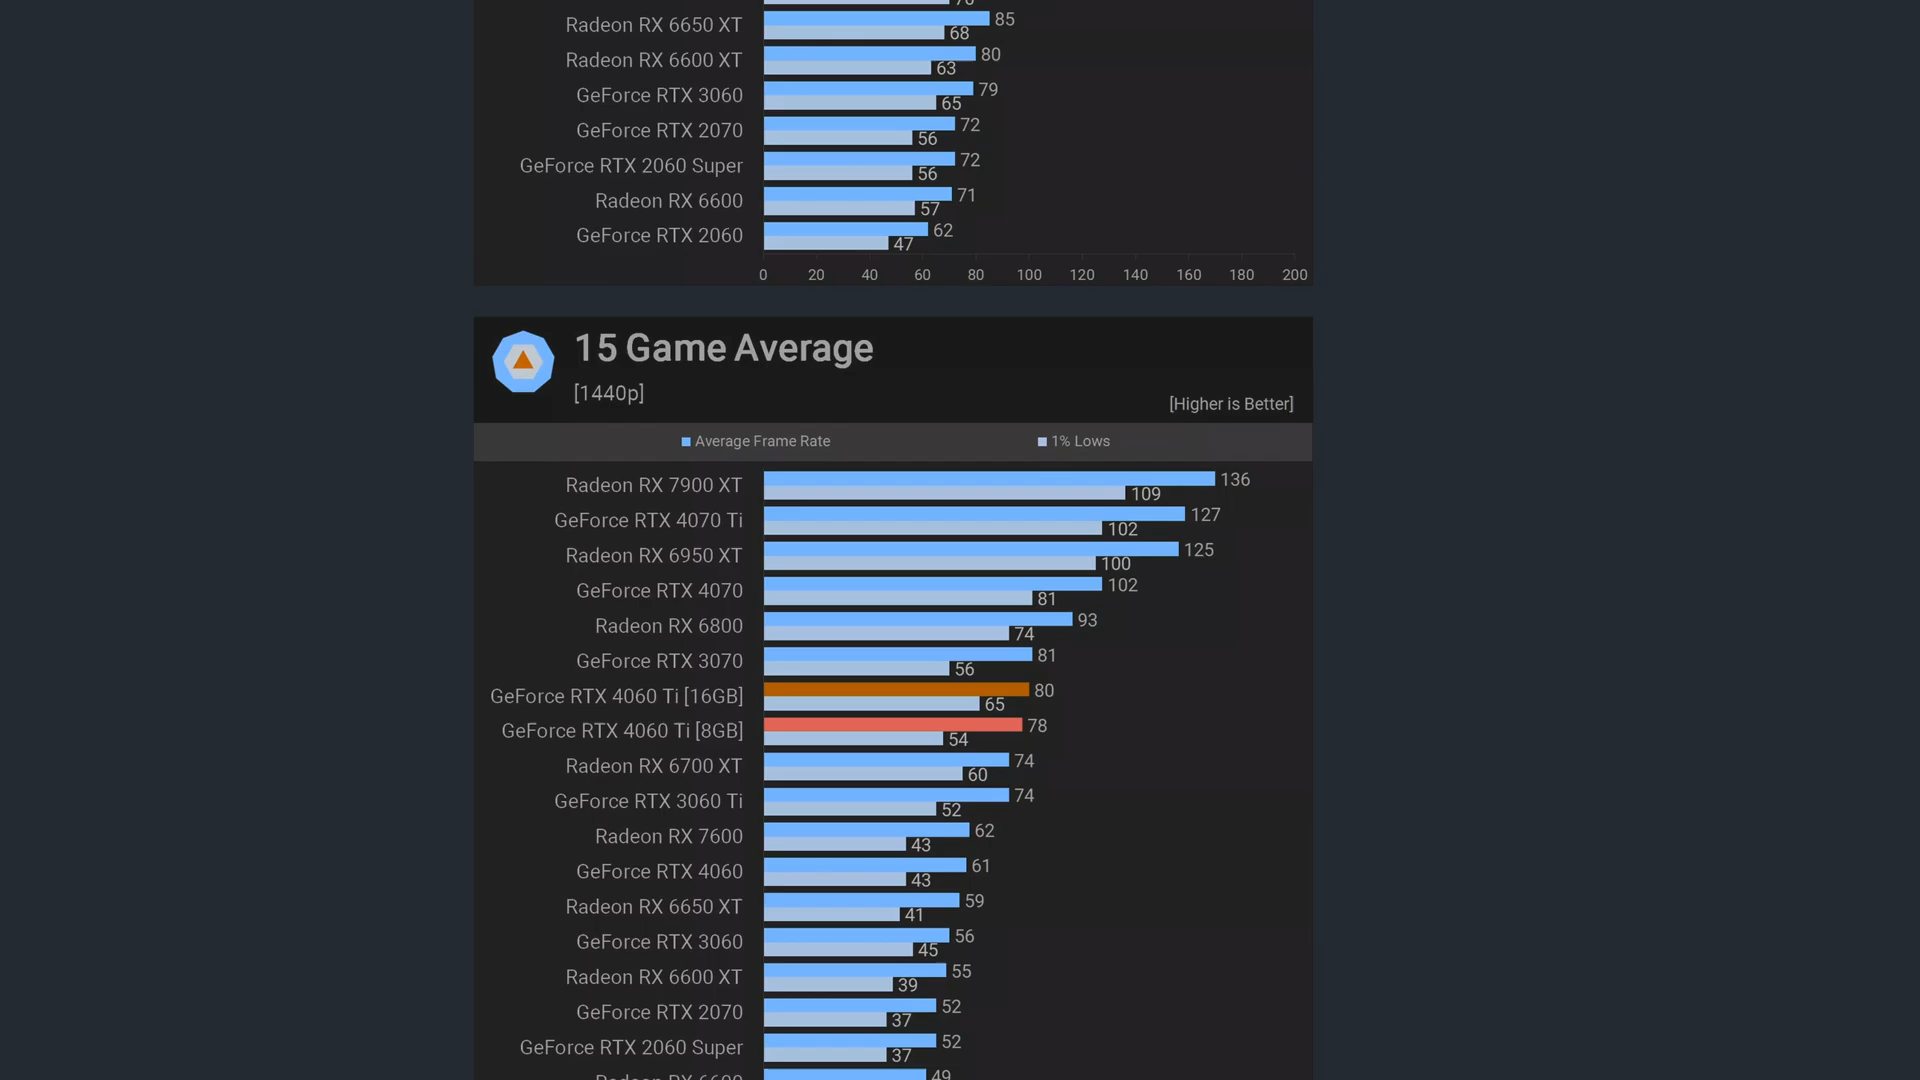 Radeon RX 6650 XT 85
68
Radeon RX 6600 XT 80
63
GeForce RTX 3060 79
65
GeForce RTX 2070 72
56
GeForce RTX 2060 Super 72
56
Radeon RX 6600 71
57
GeForce RTX 2060 62
47
0 20 40 60 80 100 120 140 160 180 200
15 Game Average
[1440p]
[Higher is Better]
Average Frame Rate 1% Lows
Radeon RX 7900 XT 136
109
GeForce RTX 4070 Ti 127
102
Radeon RX 6950 XT 125
100
GeForce RTX 4070 102
81
Radeon RX 6800 93
74
GeForce RTX 3070 81
56
GeForce RTX 4060 Ti [16GB] 80
65
GeForce RTX 4060 Ti [8GB] 78
54
Radeon RX 6700 XT 74
60
GeForce RTX 3060 Ti 74
52
Radeon RX 7600 62
43
GeForce RTX 4060 61
43
Radeon RX 6650 XT 59
41
GeForce RTX 3060 56
45
Radeon RX 6600 XT 55
39
GeForce RTX 2070 52
37
GeForce RTX 2060 Super 52
37
Radeon RX 6600 49